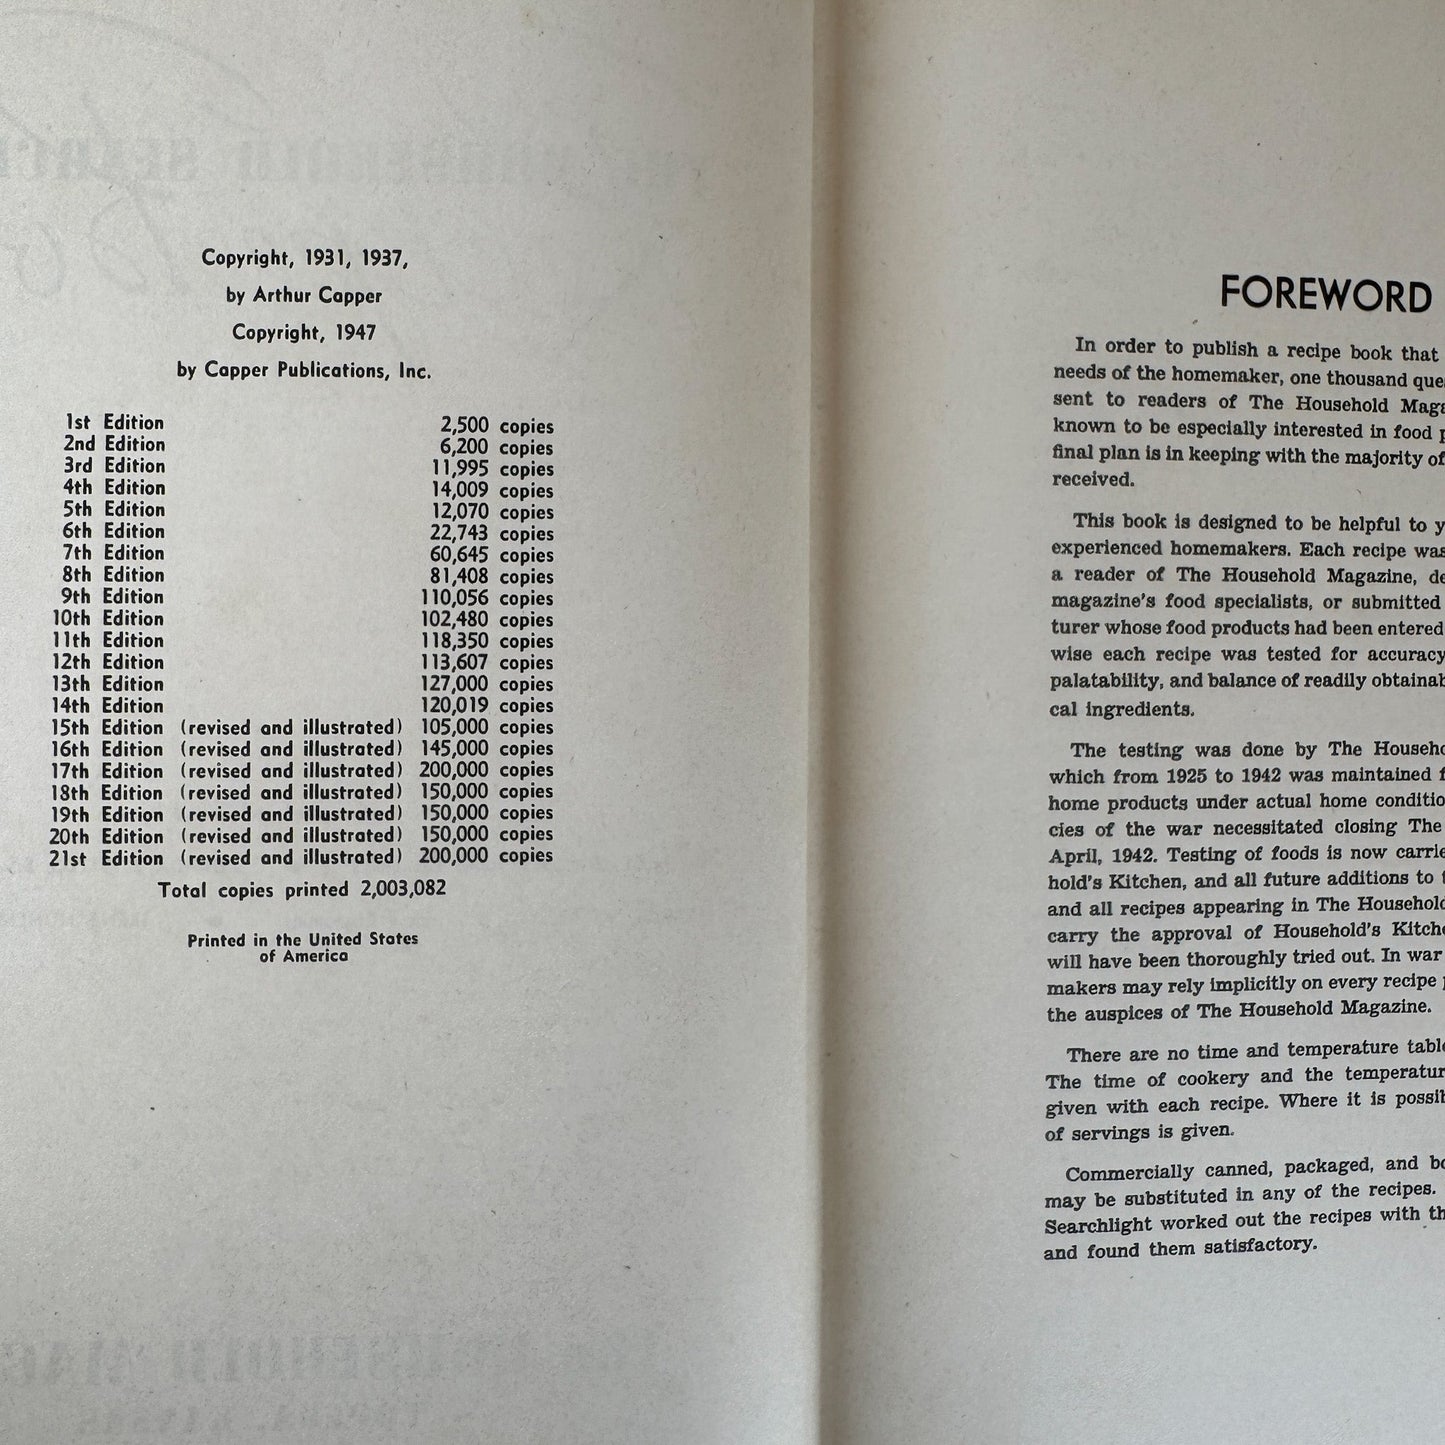 Copyright, 1931, 1937,
by Arthur Capper
Copyright, 1947
by Capper Publications, Inc.
1st Edition 2,500 copies
2nd Edition 6,200 copies
3rd Edition 11,995 copies
4th Edition 14,009 copies
5th Edition 12,070 copies
6th Edition 22,743 copies
7th Edition 60,645 copies
8th Edition 81,408 copies
9th Edition 110,056 copies
10th Edition 102,480 copies
11th Edition 118,350 copies
12th Edition 113,607 copies
13th Edition 127,000 copies
14th Edition 120,019 copies
15th Edition (revised and illustrated) 105,000 copies
16th Edition (revised and illustrated) 145,000 copies
17th Edition (revised and illustrated) 200,000 copies
18th Edition (revised and illustrated) 150,000 copies
19th Edition (revised and illustrated) 150,000 copies
20th Edition (revised and illustrated) 150,000 copies
21st Edition (revised and illustrated) 200,000 copies
Total copies printed 2,003,082
Printed in the United States
of America
FOREWORD
In order to publish a recipe book that
needs of the homemaker, one thousand que
sent to readers of The Household Maga
known to be especially interested in food
final plan is in keeping with the majority of
received.
This book is designed to be helpful to y
experienced homemakers. Each recipe was
a reader of The Household Magazine, de
magazine's food specialists, or submitted
turer whose food products had been entered
wise each recipe was tested for accuracy
palatability, and balance of readily obtainab
cal ingredients.
The testing was done by The Househo
which from 1925 to 1942 was maintained f
home products under actual home conditio
cies of the war necessitated closing The
April, 1942. Testing of foods is now carrie
hold's Kitchen, and all future additions to t
and all recipes appearing in The Household
carry the approval of Household's Kitche
will have been thoroughly tried out. In war
makers may rely implicitly on every recipe
the auspices of The Household Magazine.
There are no time and temperature table
The time of cookery and the temperatur
given with each recipe. Where it is possib
of servings is given.
Commercially canned, packaged, and bo
may be substituted in any of the recipes.
Searchlight worked out the recipes with th
and found them satisfactory.